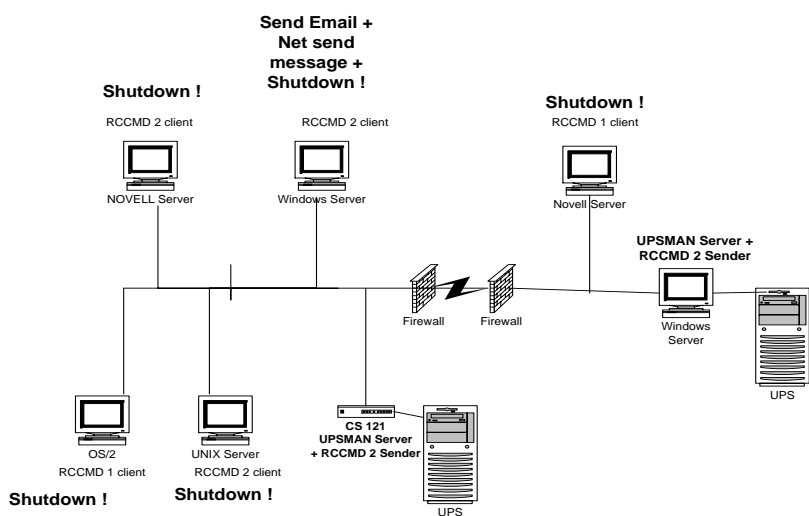 Send Email +
Net send
message +
Shutdown !
Shutdown !
RCCMD 2 client
NOVELL Server
RCCMD 2 client
Windows Server
Shutdown !
RCCMD 1 client
Novell Server
UPSMAN Server +
RCCMD 2 Sender
Windows
Server
UPS
Firewall
Firewall
OS/2
RCCMD 1 client
Shutdown !
UNIX Server
RCCMD 2 client
Shutdown !
CS 121
UPSMAN Server
+ RCCMD 2 Sender
UPS